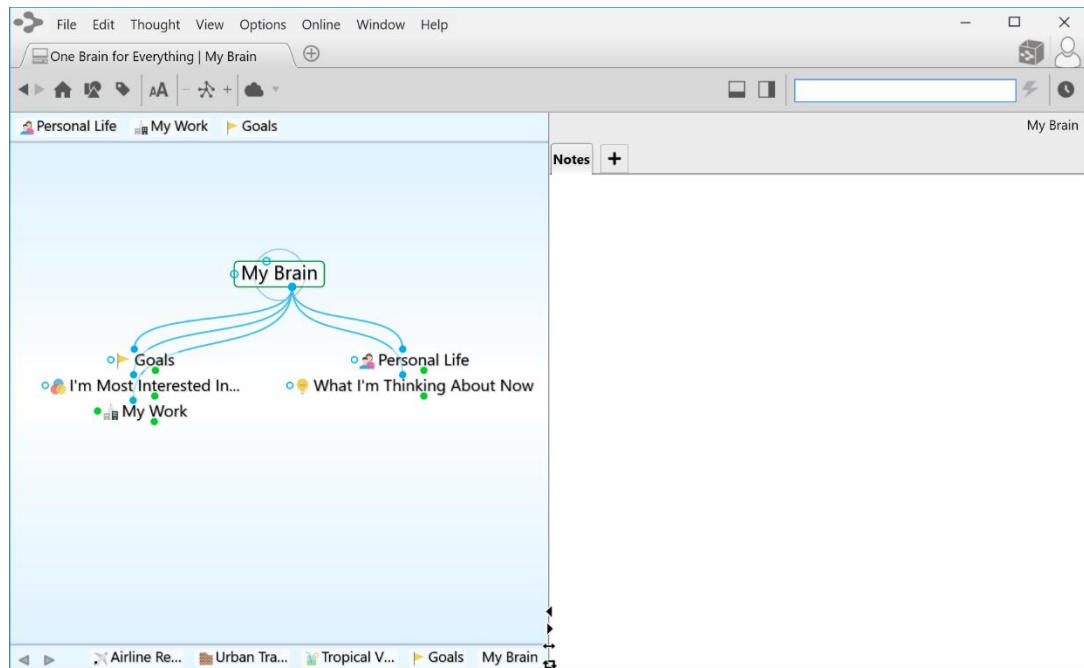 File Edit Thought View Options Online Window Help
One Brain for Everything | My Brain
AA
Personal Life My Work Goals
My Brain
Notes +
My Brain
Goals Personal Life
I'm Most Interested In... What I'm Thinking About Now
My Work
Airline Re... Urban Tra... Tropical V... Goals My Brain